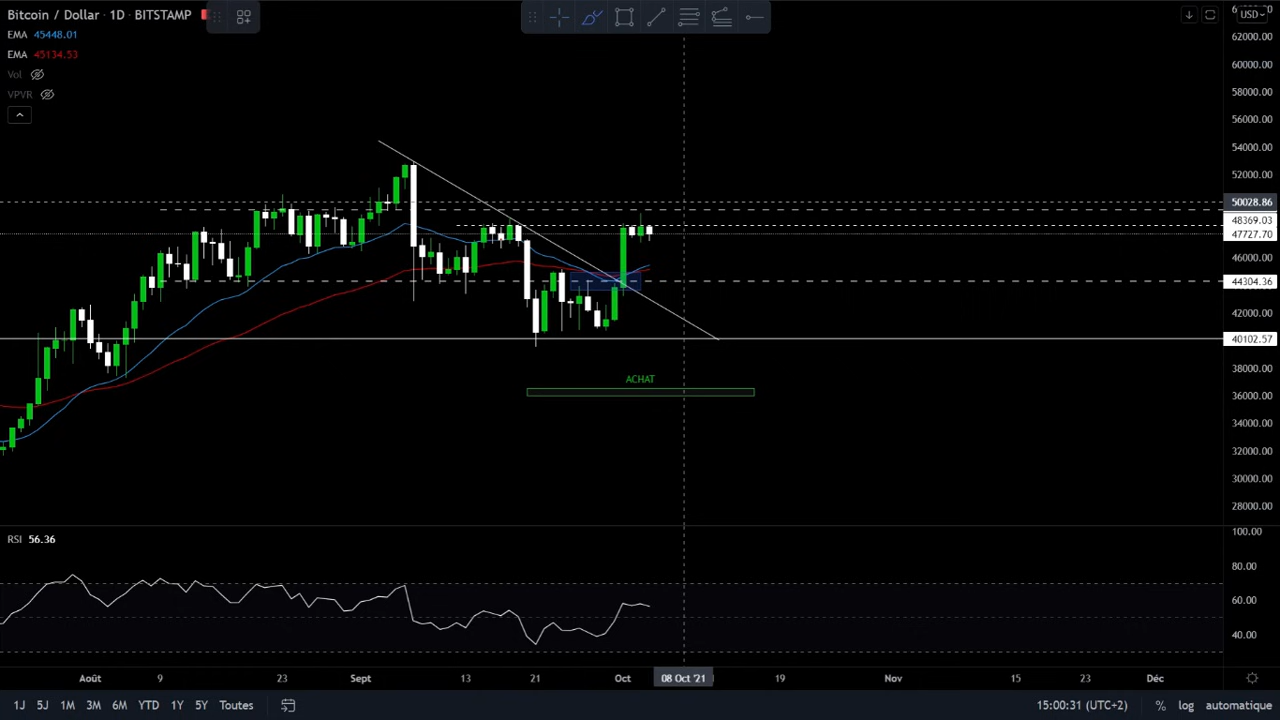 Bitcoin / Dollar · 1D · BITSTAMP
USD
EMA 45448.01
EMA 45134.53
Vol
VPVR
62000.00
60000.00
58000.00
56000.00
54000.00
52000.00
50028.86
48369.03
47727.70
46000.00
44304.36
42000.00
40102.57
38000.00
36000.00
34000.00
32000.00
30000.00
28000.00
ACHAT
RSI 56.36
100.00
80.00
60.00
40.00
Août 9 23 Sept 13 21 Oct 08 Oct '21 19 Nov 15 23 Déc
1J 5J 1M 3M 6M YTD 1Y 5Y Toutes 15:00:31 (UTC+2) % log automatique